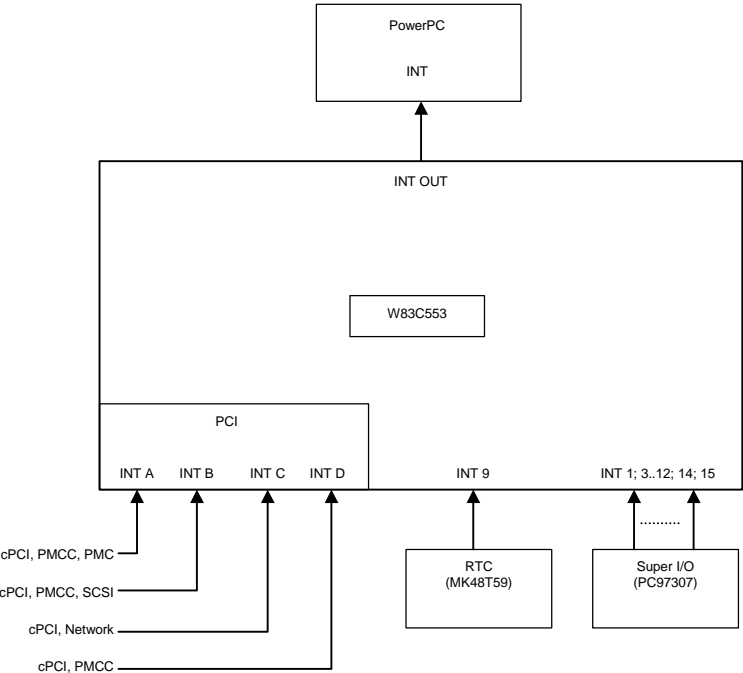 PowerPC
INT
INT OUT
W83C553
PCI
INT A INT B INT C INT D
INT 9
INT 1; 3..12; 14; 15
..........
cPCI, PMCC, PMC
cPCI, PMCC, SCSI
cPCI, Network
cPCI, PMCC
RTC
(MK48T59)
Super I/O
(PC97307)